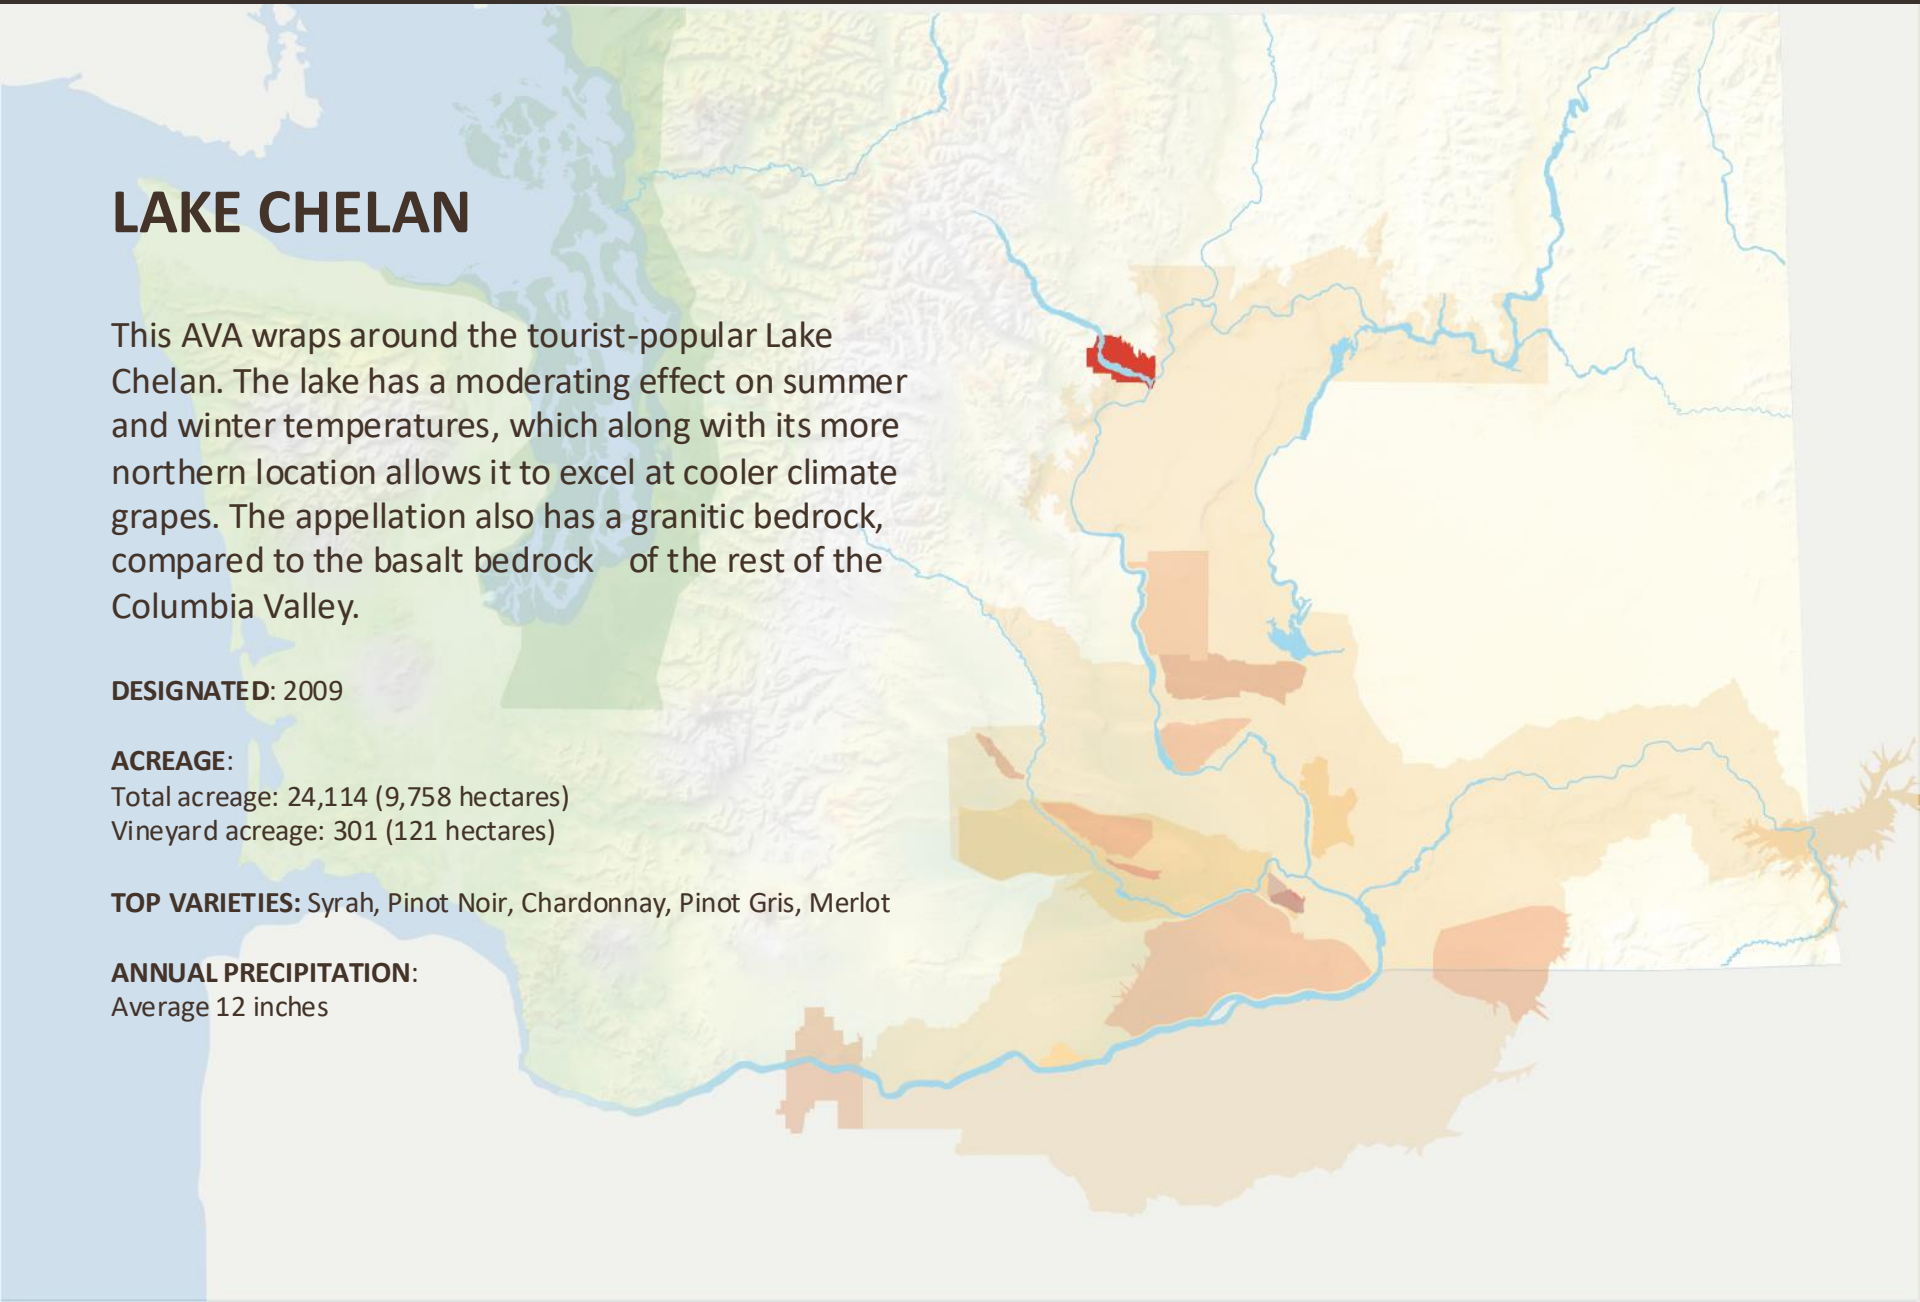 LAKE CHELAN
This AVA wraps around the tourist-popular Lake
Chelan. The lake has a moderating effect on summer
and winter temperatures, which along with its more
northern location allows it to excel at cooler climate
grapes. The appellation also has a granitic bedrock,
compared to the basalt bedrock of the rest of the
Columbia Valley.
DESIGNATED: 2009
ACREAGE:
Total acreage: 24,114 (9,758 hectares)
Vineyard acreage: 301 (121 hectares)
TOP VARIETIES: Syrah, Pinot Noir, Chardonnay, Pinot Gris, Merlot
ANNUAL PRECIPITATION:
Average 12 inches